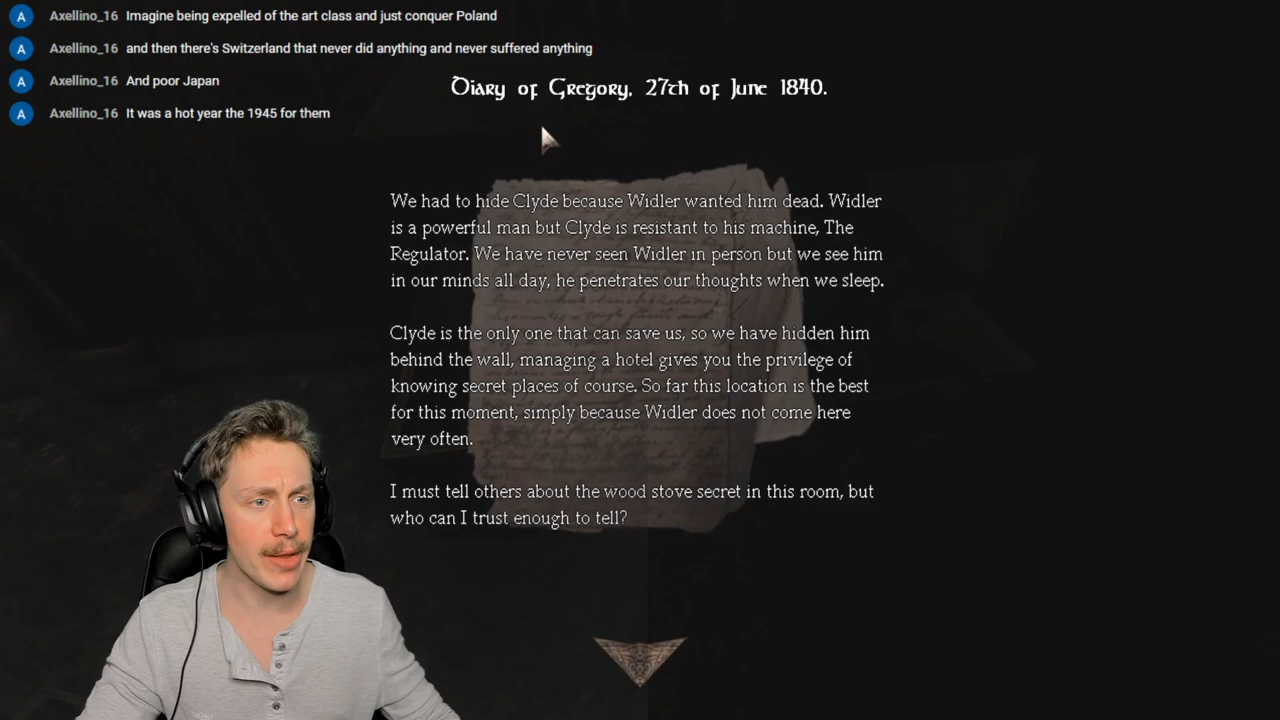 A Axellino_16 Imagine being expelled of the art class and just conquer Poland
A Axellino_16 and then there's Switzerland that never did anything and never suffered anything
A Axellino_16 And poor Japan
A Axellino_16 It was a hot year the 1945 for them
Diary of Gregory, 27th of June 1840.
We had to hide Clyde because Widler wanted him dead. Widler
is a powerful man but Clyde is resistant to his machine, The
Regulator. We have never seen Widler in person but we see him
in our minds all day, he penetrates our thoughts when we sleep.
Clyde is the only one that can save us, so we have hidden him
behind the wall, managing a hotel gives you the privilege of
knowing secret places of course. So far this location is the best
for this moment, simply because Widler does not come here
very often.
I must tell others about the wood stove secret in this room, but
who can I trust enough to tell?